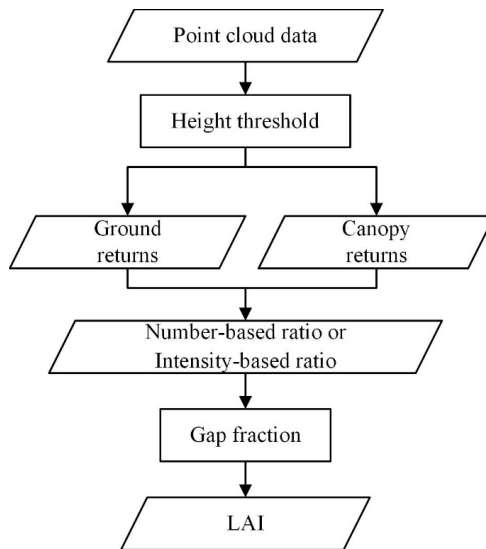 Point cloud data
Height threshold
Ground
returns
Canopy
returns
Number-based ratio or
Intensity-based ratio
Gap fraction
LAI